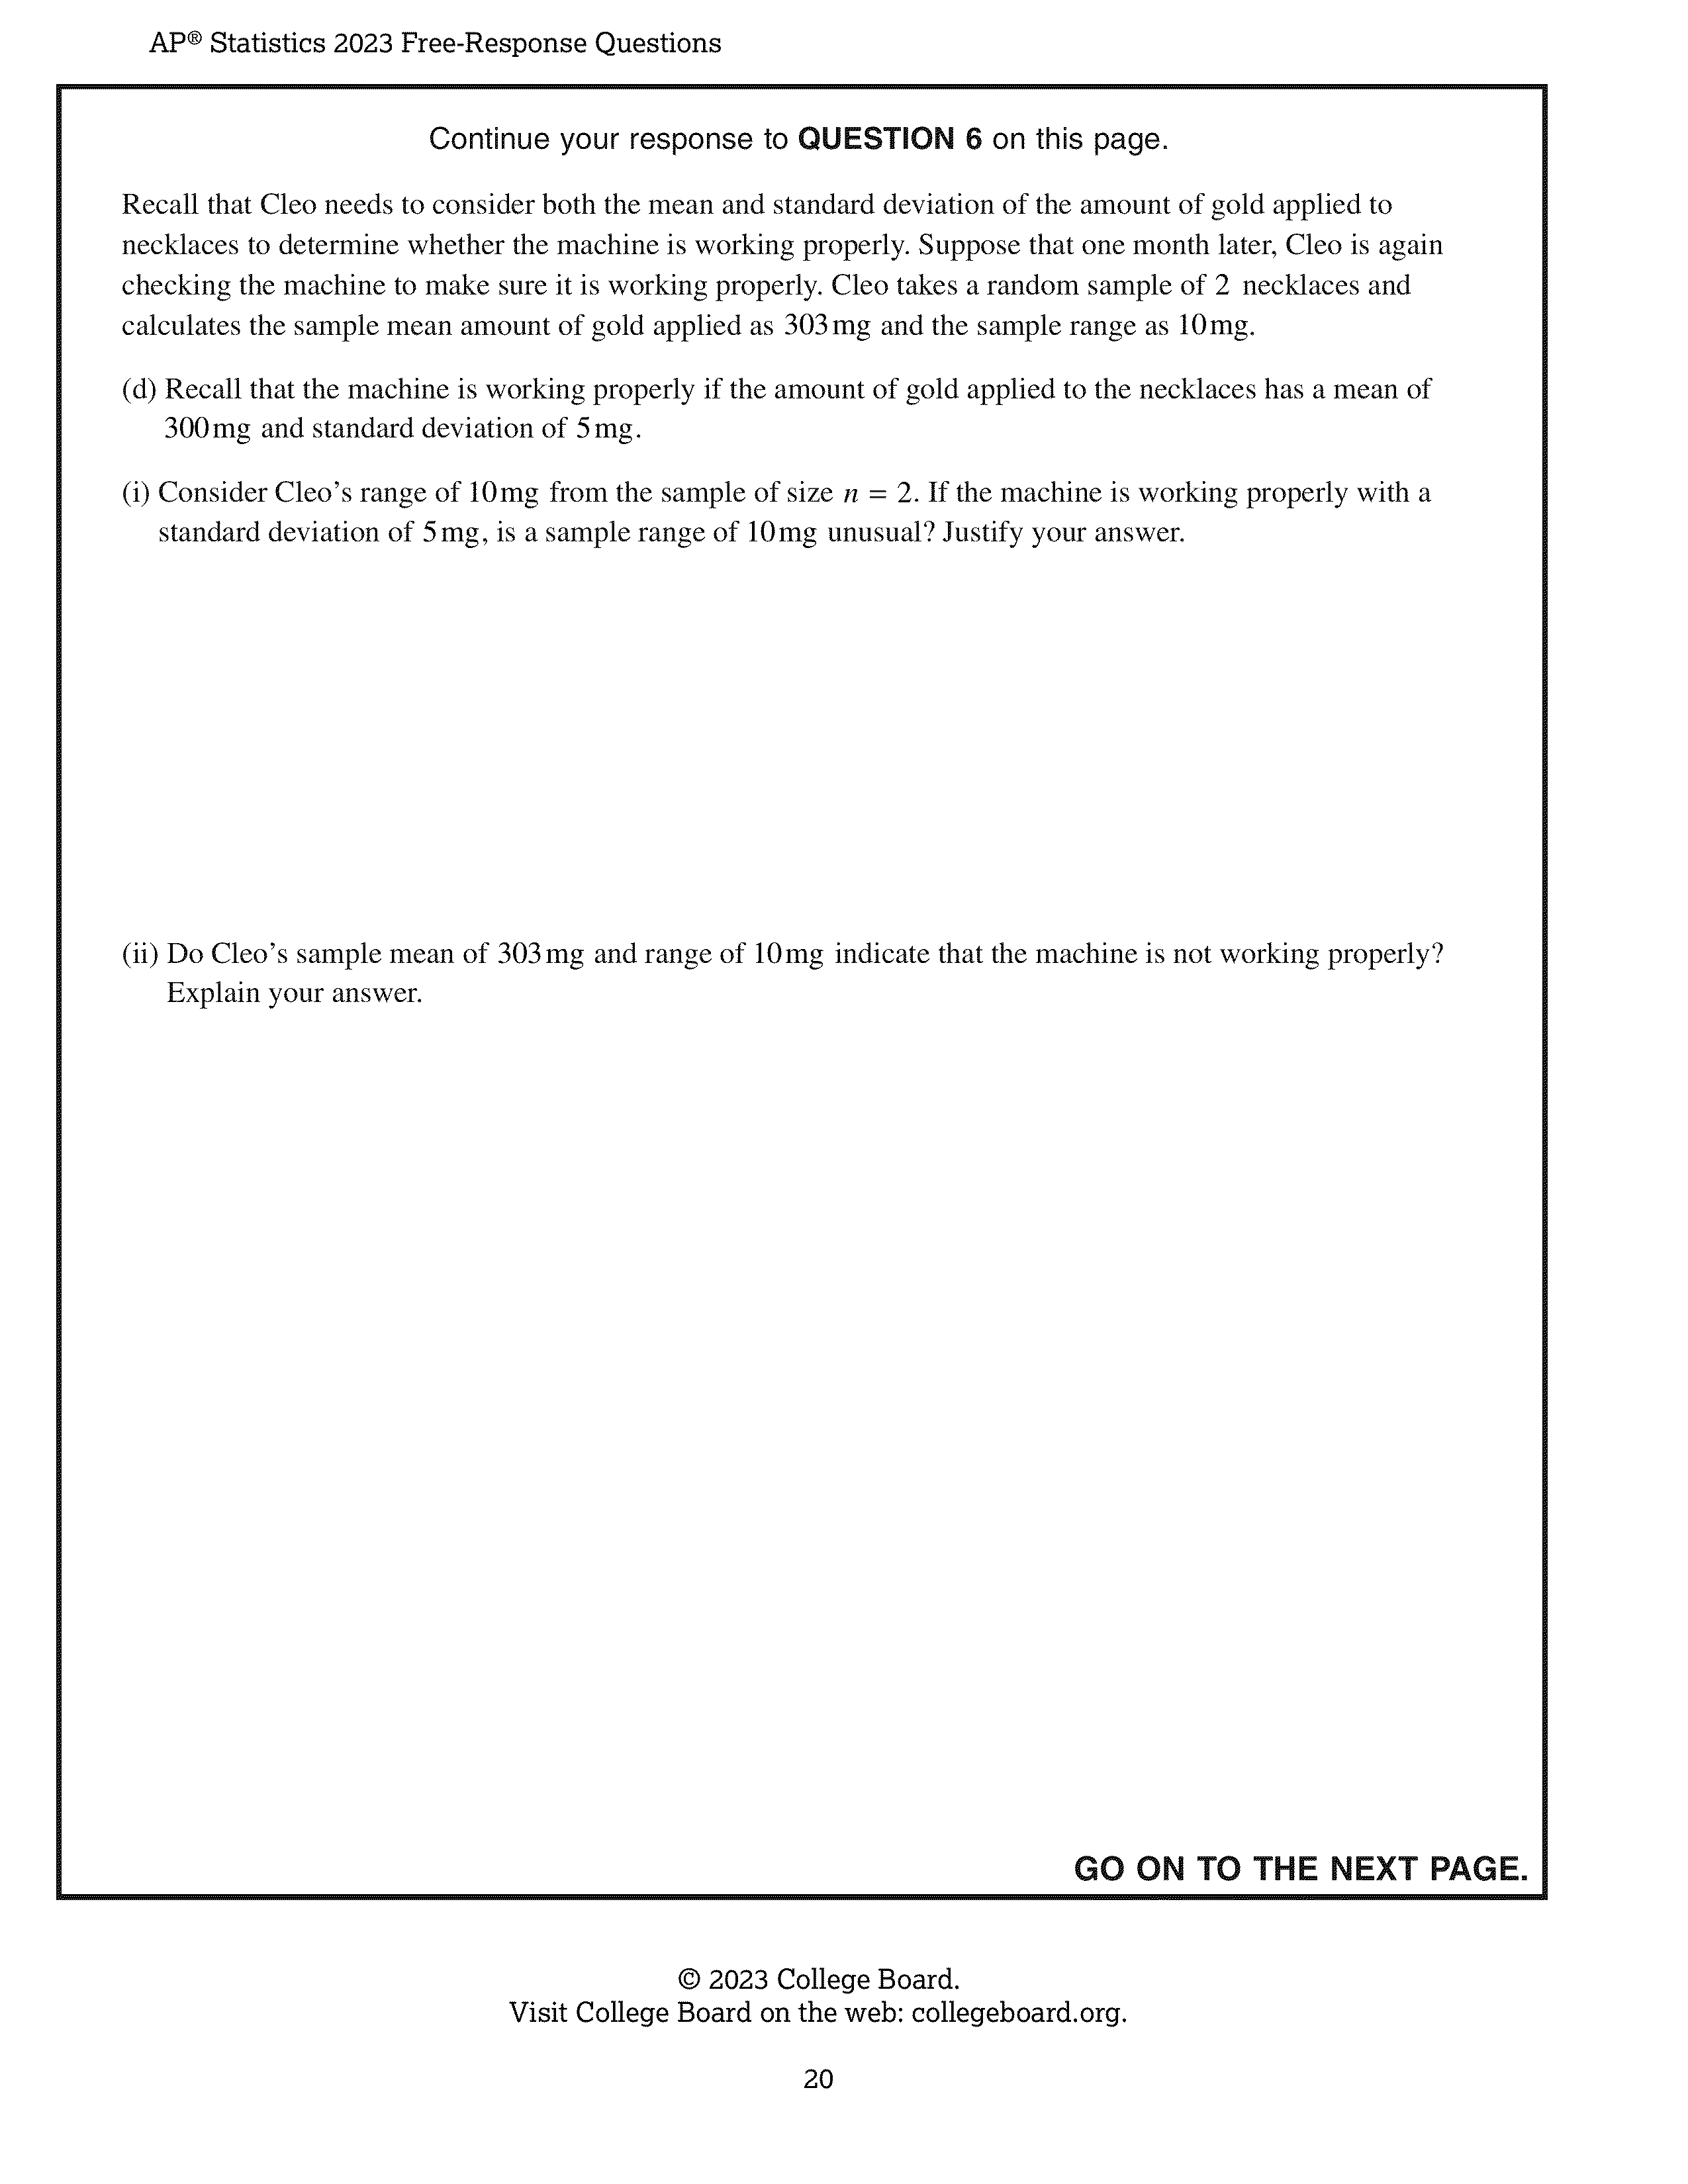 AP® Statistics 2023 Free-Response Questions
Continue your response to QUESTION 6 on this page.
Recall that Cleo needs to consider both the mean and standard deviation of the amount of gold applied to
necklaces to determine whether the machine is working properly. Suppose that one month later, Cleo is again
checking the machine to make sure it is working properly. Cleo takes a random sample of 2 necklaces and
calculates the sample mean amount of gold applied as 303 mg and the sample range as 10 mg.
(d) Recall that the machine is working properly if the amount of gold applied to the necklaces has a mean of
300 mg and standard deviation of 5 mg.
(i) Consider Cleo's range of 10 mg from the sample of size n = 2. If the machine is working properly with a
standard deviation of 5 mg, is a sample range of 10 mg unusual? Justify your answer.
(ii) Do Cleo's sample mean of 303 mg and range of 10 mg indicate that the machine is not working properly?
Explain your answer.
GO ON TO THE NEXT PAGE.
© 2023 College Board.
Visit College Board on the web: collegeboard.org.
20